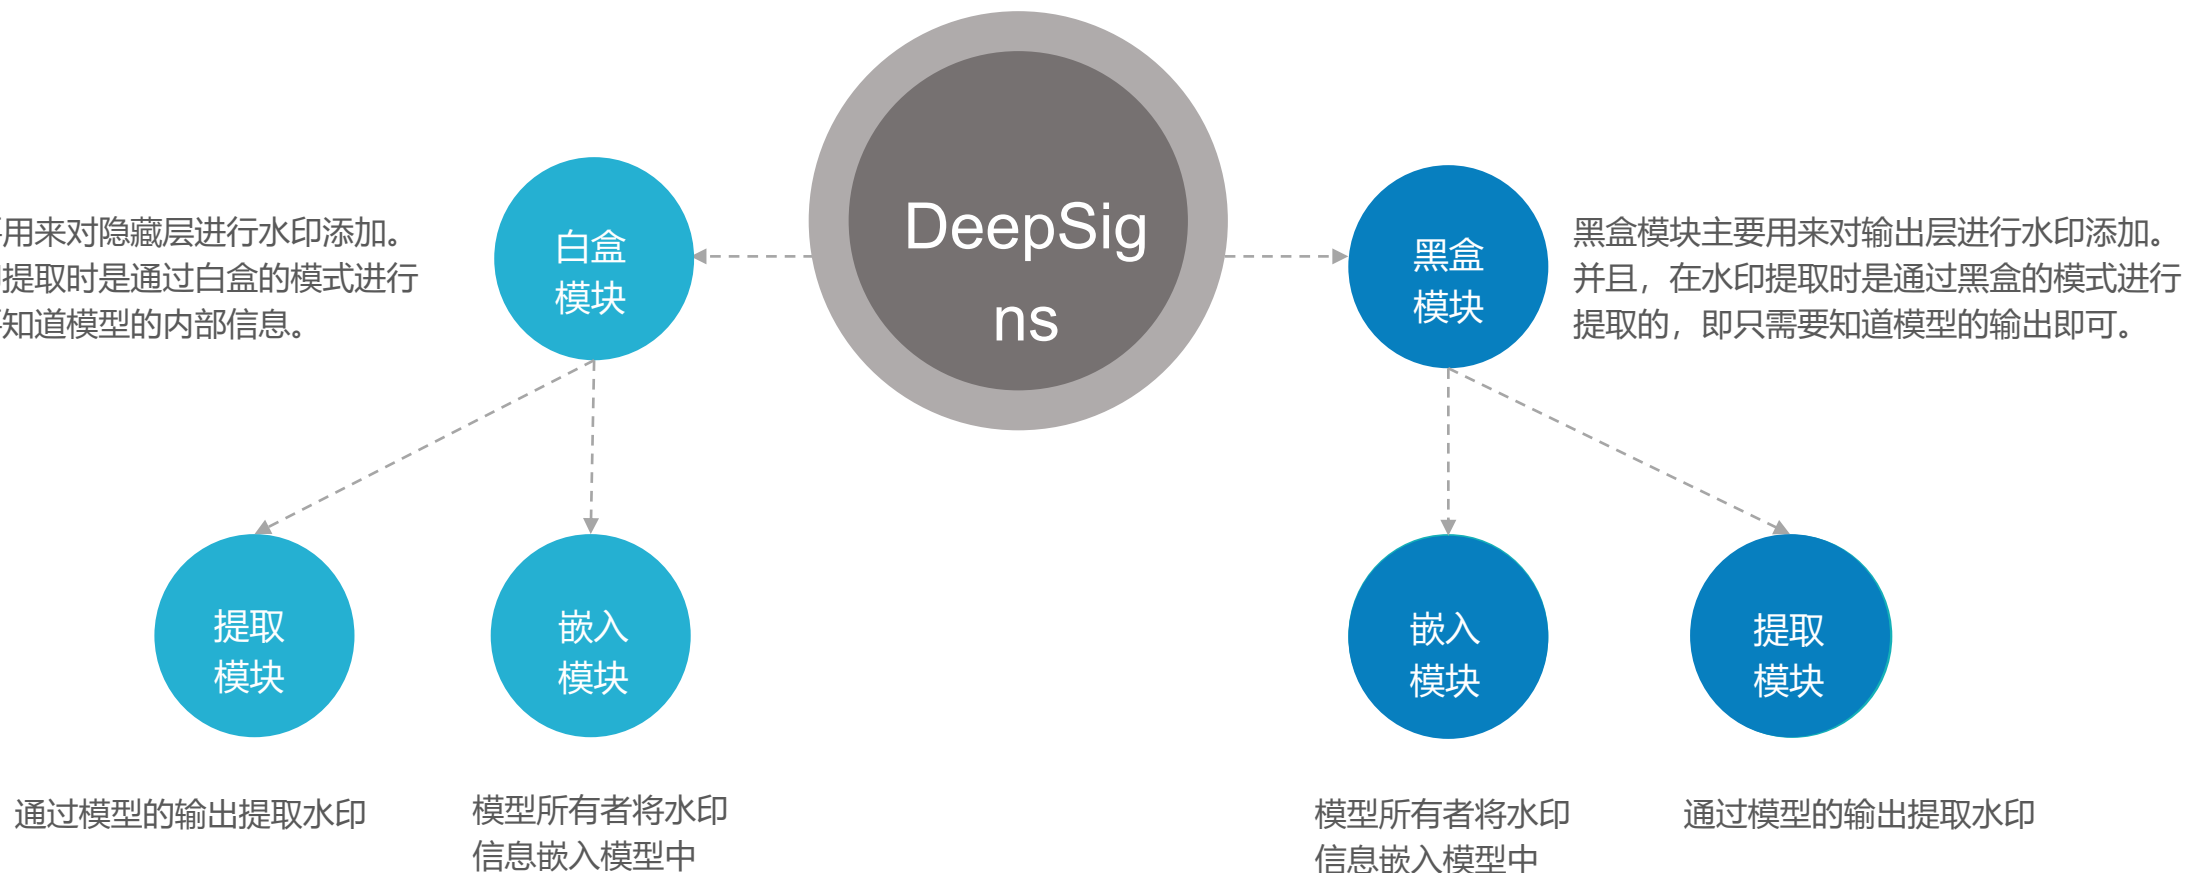 DeepSig
ns
白盒
模块
黑盒
模块
用来对隐藏层进行水印添加。
提取时是通过白盒的模式进行
知道模型的内部信息。
黑盒模块主要用来对输出层进行水印添加。
并且，在水印提取时是通过黑盒的模式进行
提取的，即只需要知道模型的输出即可。
提取
模块
嵌入
模块
嵌入
模块
提取
模块
通过模型的输出提取水印
模型所有者将水印
信息嵌入模型中
模型所有者将水印
信息嵌入模型中
通过模型的输出提取水印